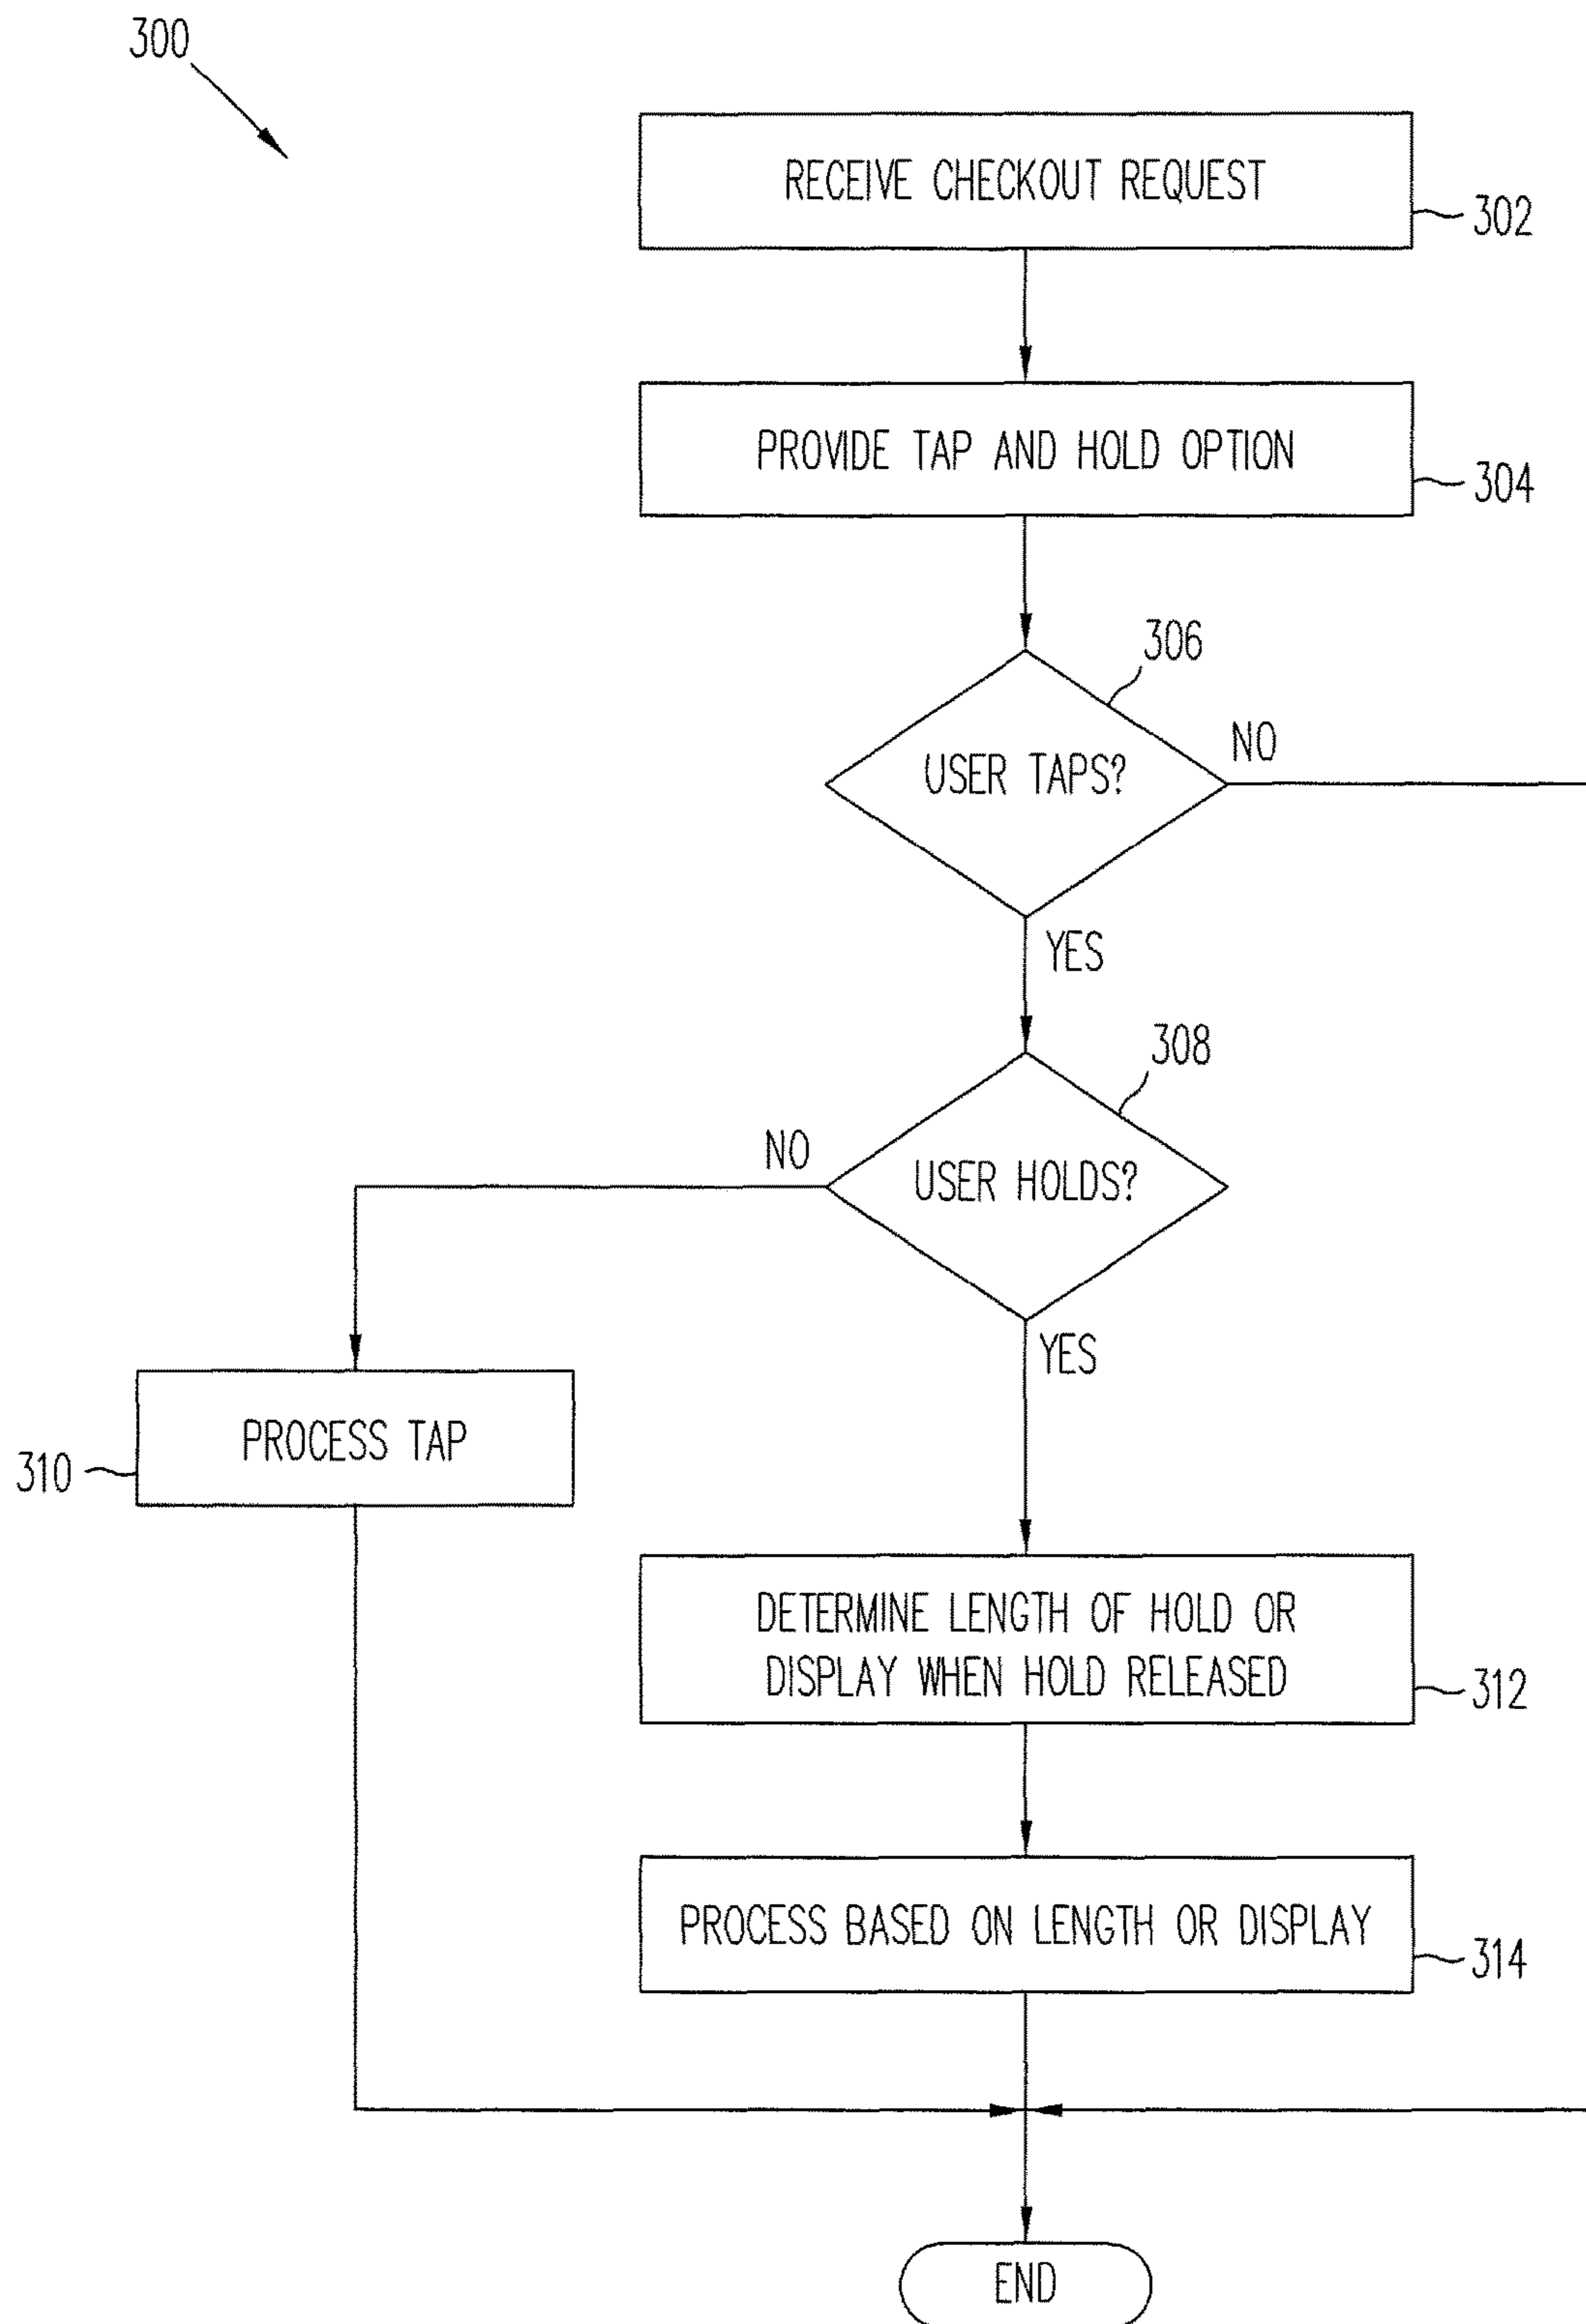 300
RECEIVE CHECKOUT REQUEST
302
PROVIDE TAP AND HOLD OPTION
304
306
USER TAPS?
NO
YES
308
NO
USER HOLDS?
YES
PROCESS TAP
310
DETERMINE LENGTH OF HOLD OR
DISPLAY WHEN HOLD RELEASED
312
PROCESS BASED ON LENGTH OR DISPLAY
314
END